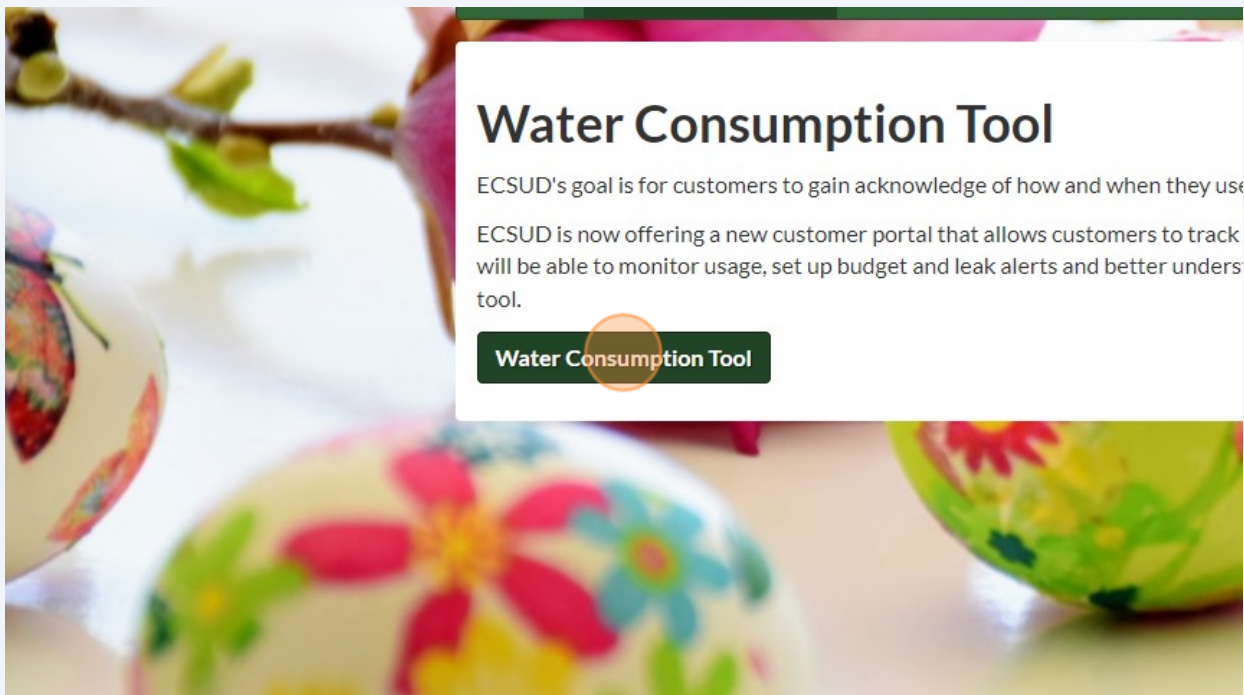 Water Consumption Tool
ECSUD's goal is for customers to gain acknowledge of how and when they use
ECSUD is now offering a new customer portal that allows customers to track
will be able to monitor usage, set up budget and leak alerts and better unders
tool.
Water Consumption Tool